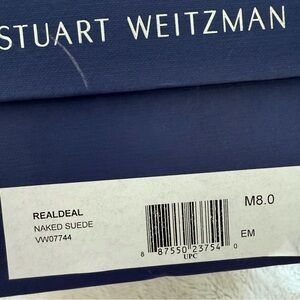 STUART WEITZMAN
REALDEAL
NAKED SUEDE
VW07744
M8.0
EM
8 87550 23754 0
UPC